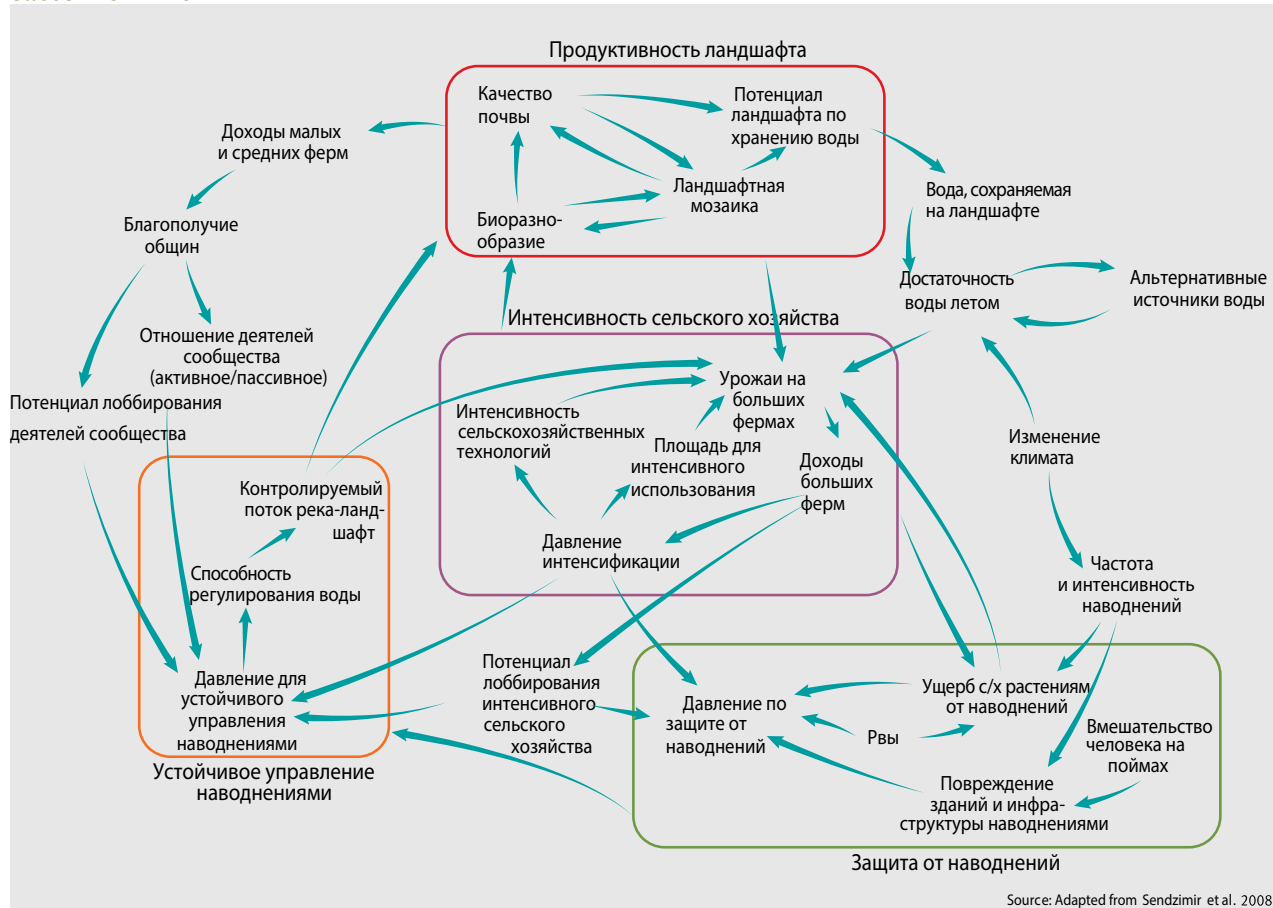 Продуктивность ландшафта
Качество
почвы
Потенциал
ландшафта по
хранению воды
Ландшафтная
мозаика
Биоразно-
образие
Доходы малых
и средних ферм
Благополучие
общин
Отношение деятелей
сообщества
(активное/пассивное)
Потенциал лоббирования
деятелей сообщества
Вода, сохраняемая
на ландшафте
Достаточность
воды летом
Альтернативные
источники воды
Интенсивность сельского хозяйства
Урожаи на
больших
фермах
Интенсивность
сельскохозяйственных
технологий
Площадь для
интенсивного
использования
Доходы
больших
ферм
Давление
интенсификации
Изменение
климата
Частота
и интенсивность
наводнений
Контролируемый
поток река-ланд-
шафт
Способность
регулирования воды
Давление для
устойчивого
управления
наводнениями
Устойчивое управление
наводнениями
Потенциал
лоббирования
интенсивного
сельского
хозяйства
Давление по
защите от
наводнений
Ущерб с/х растениям
от наводнений
Рвы
Вмешательство
человека на
поймах
Повреждение
зданий и инфра-
структуры наводнениями
Защита от наводнений
Source: Adapted from Sendzimir et al. 2008